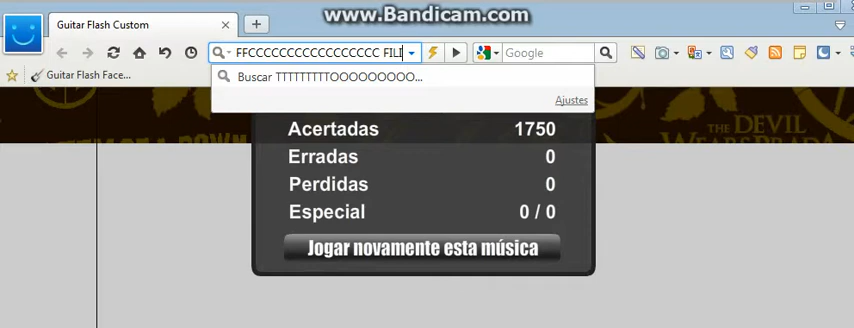 www.Bandicam.com
Guitar Flash Custom
FFCCCCCCCCCCCCCCCCC FILI
Google
Buscar TTTTTTTTTOOOOOOOOO...
Guitar Flash Face...
Ajustes
THE DEVIL
WEARS PRADA
Acertadas 1750
Erradas 0
Perdidas 0
Especial 0 / 0
Jogar novamente esta música